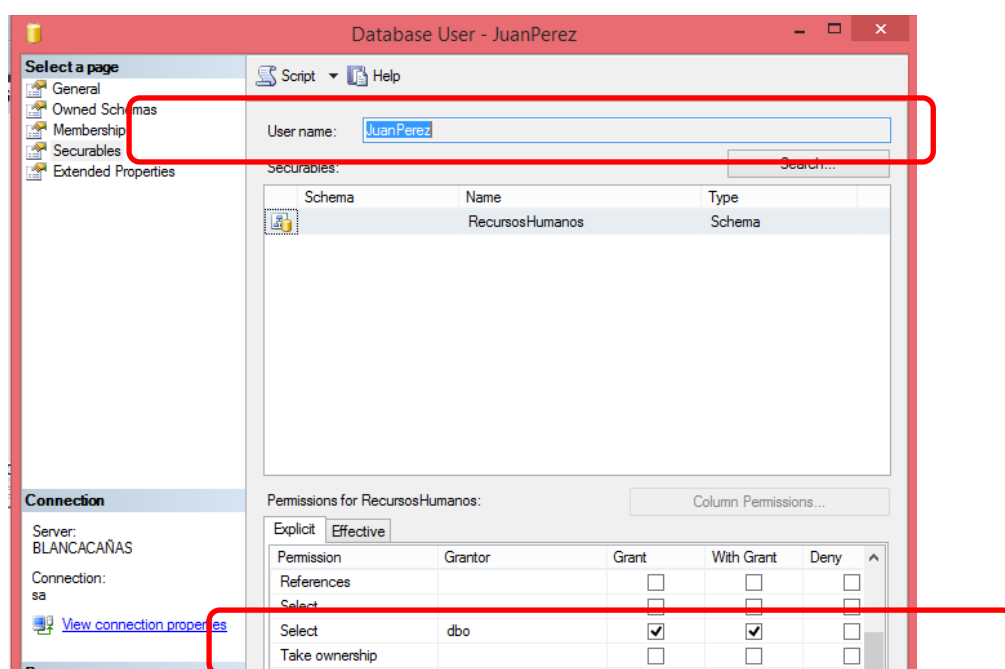 Database User - JuanPerez
Select a page
General
Owned Schemas
Membership
Securables
Extended Properties
Script Help
User name: JuanPerez
Securables:
Search...
Schema Name Type
RecursosHumanos Schema
Connection
Server:
BLANCACAÑAS
Connection:
sa
View connection properties
Permissions for RecursosHumanos:
Column Permissions...
Explicit Effective
Permission Grantor Grant With Grant Deny
References
Select
Select dbo
Take ownership